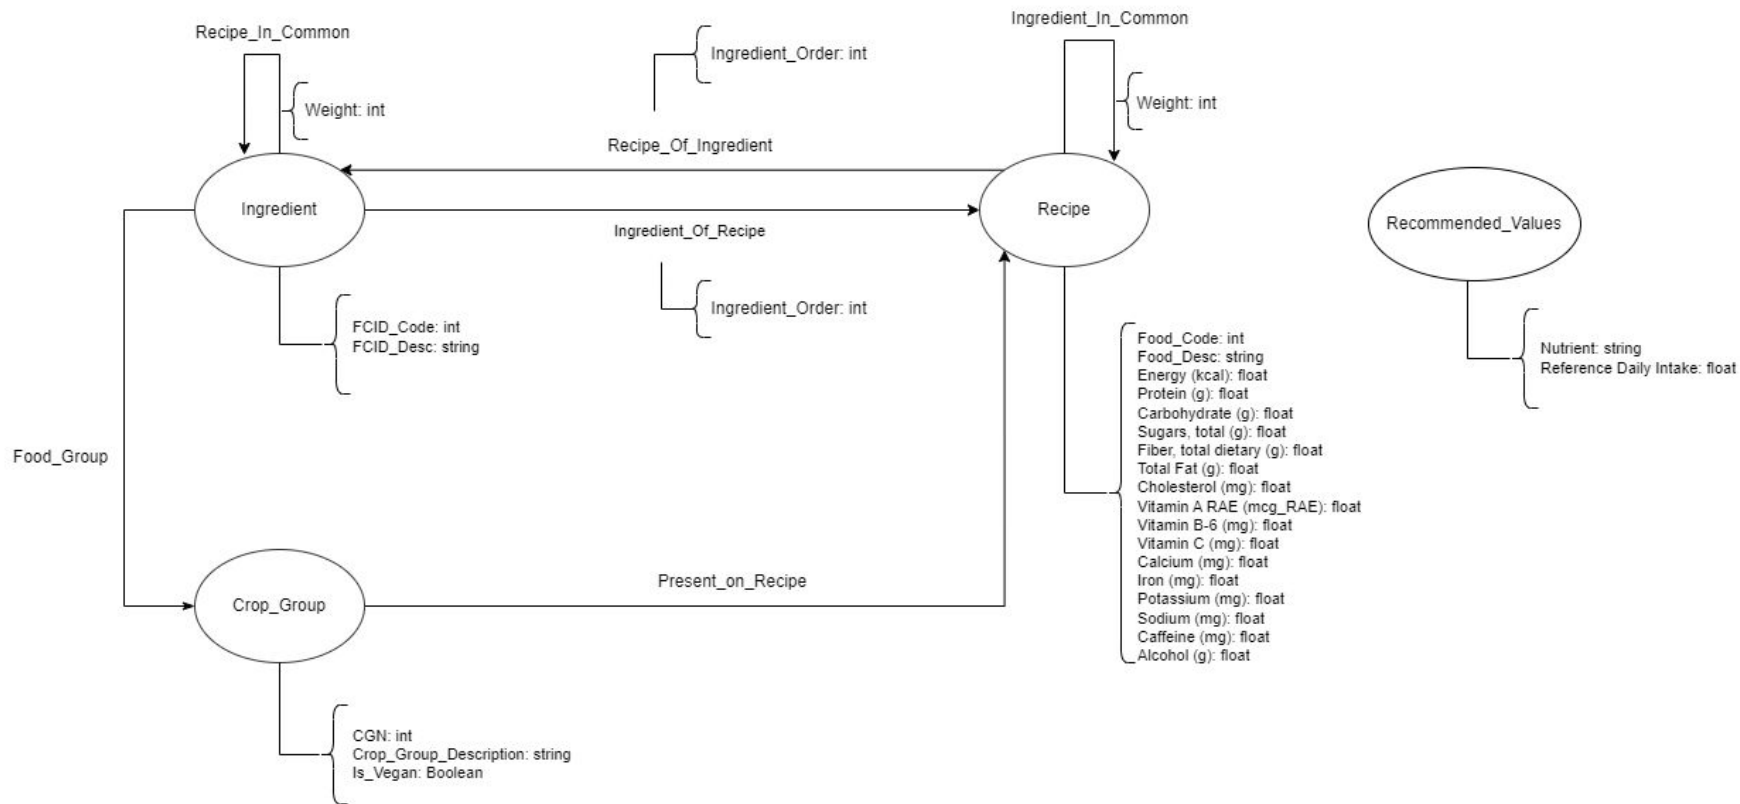 Recipe_In_Common
Ingredient_In_Common
Ingredient_Order: int
Weight: int
Weight: int
Recipe_Of_Ingredient
Ingredient
Recipe
Recommended_Values
Ingredient_Of_Recipe
Ingredient_Order: int
FCID_Code: int
FCID_Desc: string
Food_Code: int
Food_Desc: string
Energy (kcal): float
Protein (g): float
Carbohydrate (g): float
Sugars, total (g): float
Fiber, total dietary (g): float
Total Fat (g): float
Cholesterol (mg): float
Vitamin A RAE (mcg_RAE): float
Vitamin B-6 (mg): float
Vitamin C (mg): float
Calcium (mg): float
Iron (mg): float
Potassium (mg): float
Sodium (mg): float
Caffeine (mg): float
Alcohol (g): float
Nutrient: string
Reference Daily Intake: float
Food_Group
Present_on_Recipe
Crop_Group
CGN: int
Crop_Group_Description: string
Is_Vegan: Boolean